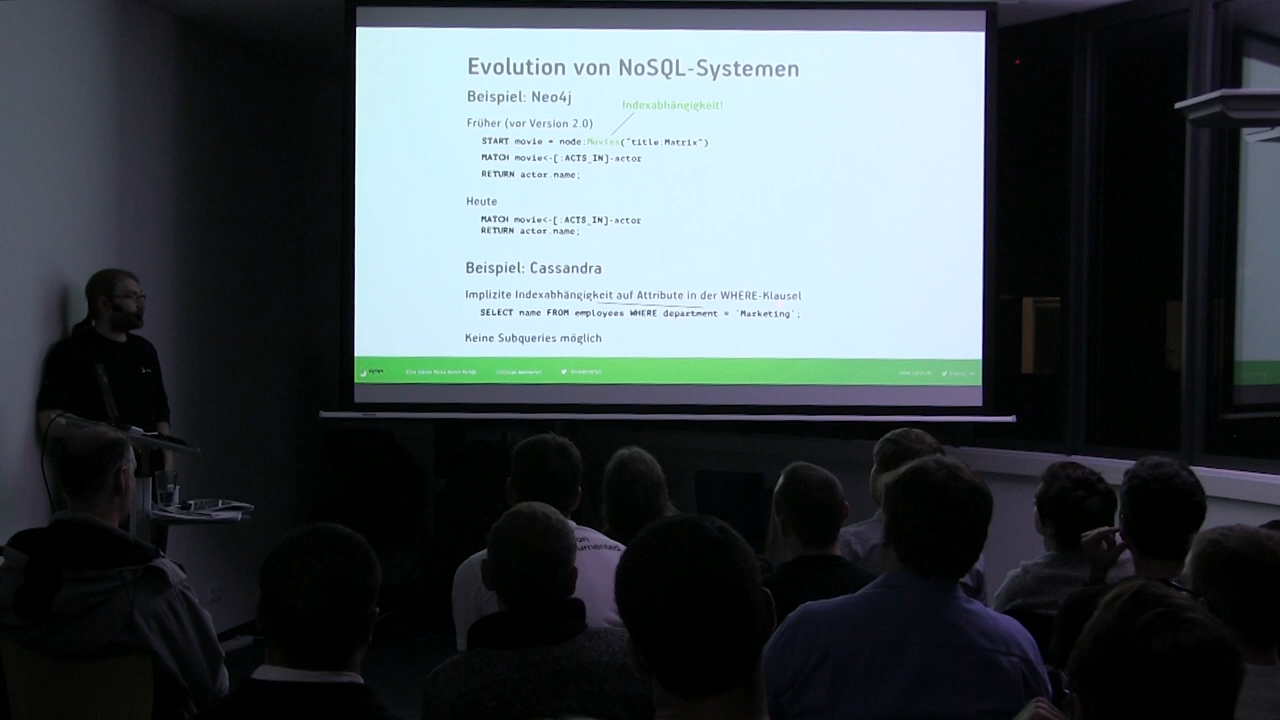 Evolution von NoSQL-Systemen
Beispiel: Neo4j
Indexabhängigkeit!
Früher (vor Version 2.0)
START movie = node:Movies("title:Matrix")
MATCH movie<-[:ACTS_IN]-actor
RETURN actor.name;
Heute
MATCH movie<-[:ACTS_IN]-actor
RETURN actor.name;
Beispiel: Cassandra
Implizite Indexabhängigkeit auf Attribute in der WHERE-Klausel
SELECT name FROM employees WHERE department = 'Marketing';
Keine Subqueries möglich